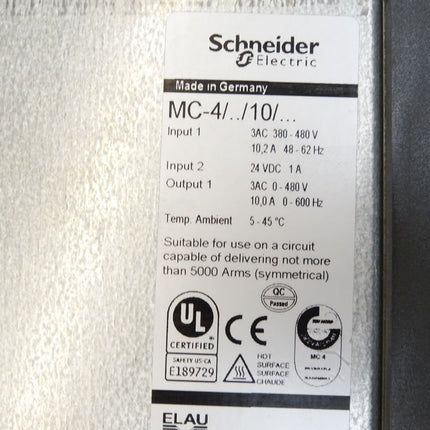 Schneider
Electric
Made in Germany
MC-4/../10/...
Input 1 3AC 380 - 480 V
10,2 A 48 - 62 Hz
Input 2 24 VDC 1 A
Output 1 3AC 0 - 480 V
10,0 A 0 - 600 Hz
Temp. Ambient 5 - 45 °C
Suitable for use on a circuit
capable of delivering not more
than 5000 Arms (symmetrical)
QC
Passed
UL
CERTIFIED
SAFETY US-CA
E189729
CE
HOT
SURFACE
SURFACE
CHAUDE
MC 4
ELAU